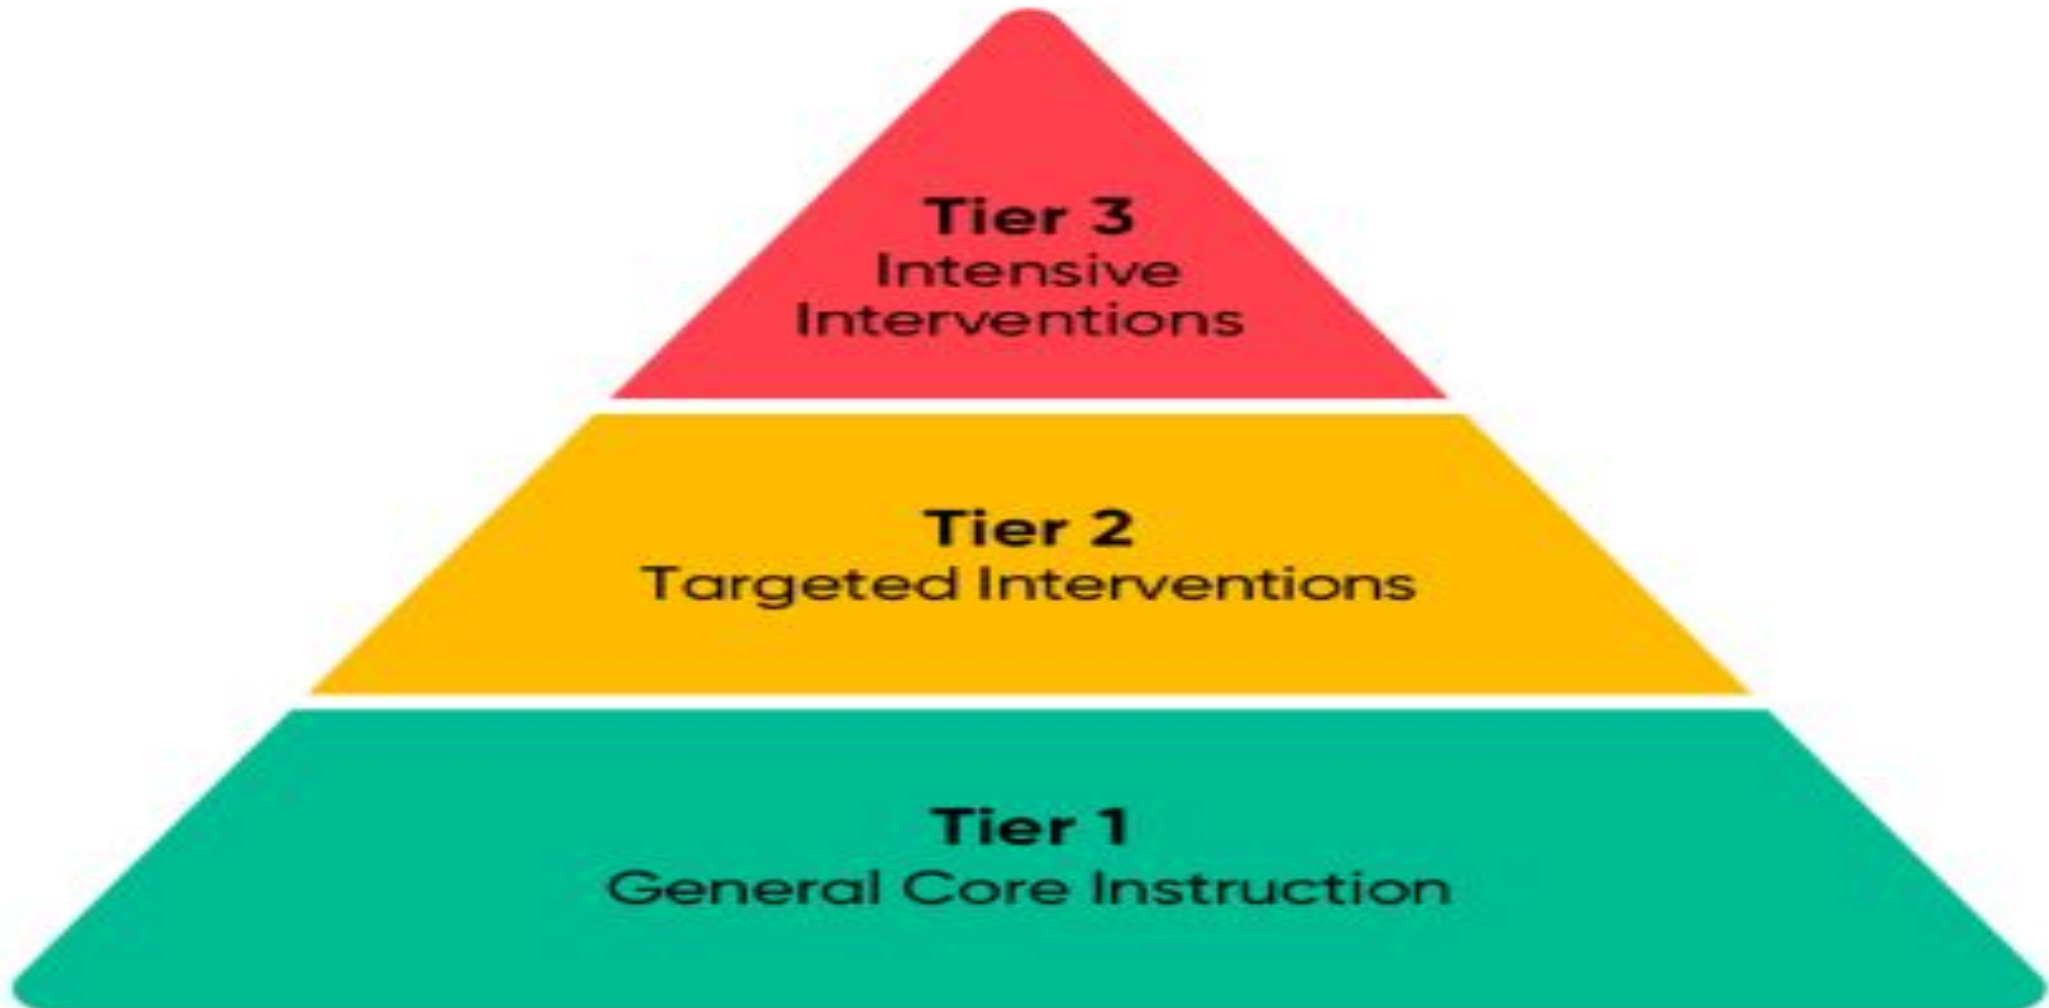 Tier 3
Intensive
Interventions
Tier 2
Targeted Interventions
Tier 1
General Core Instruction